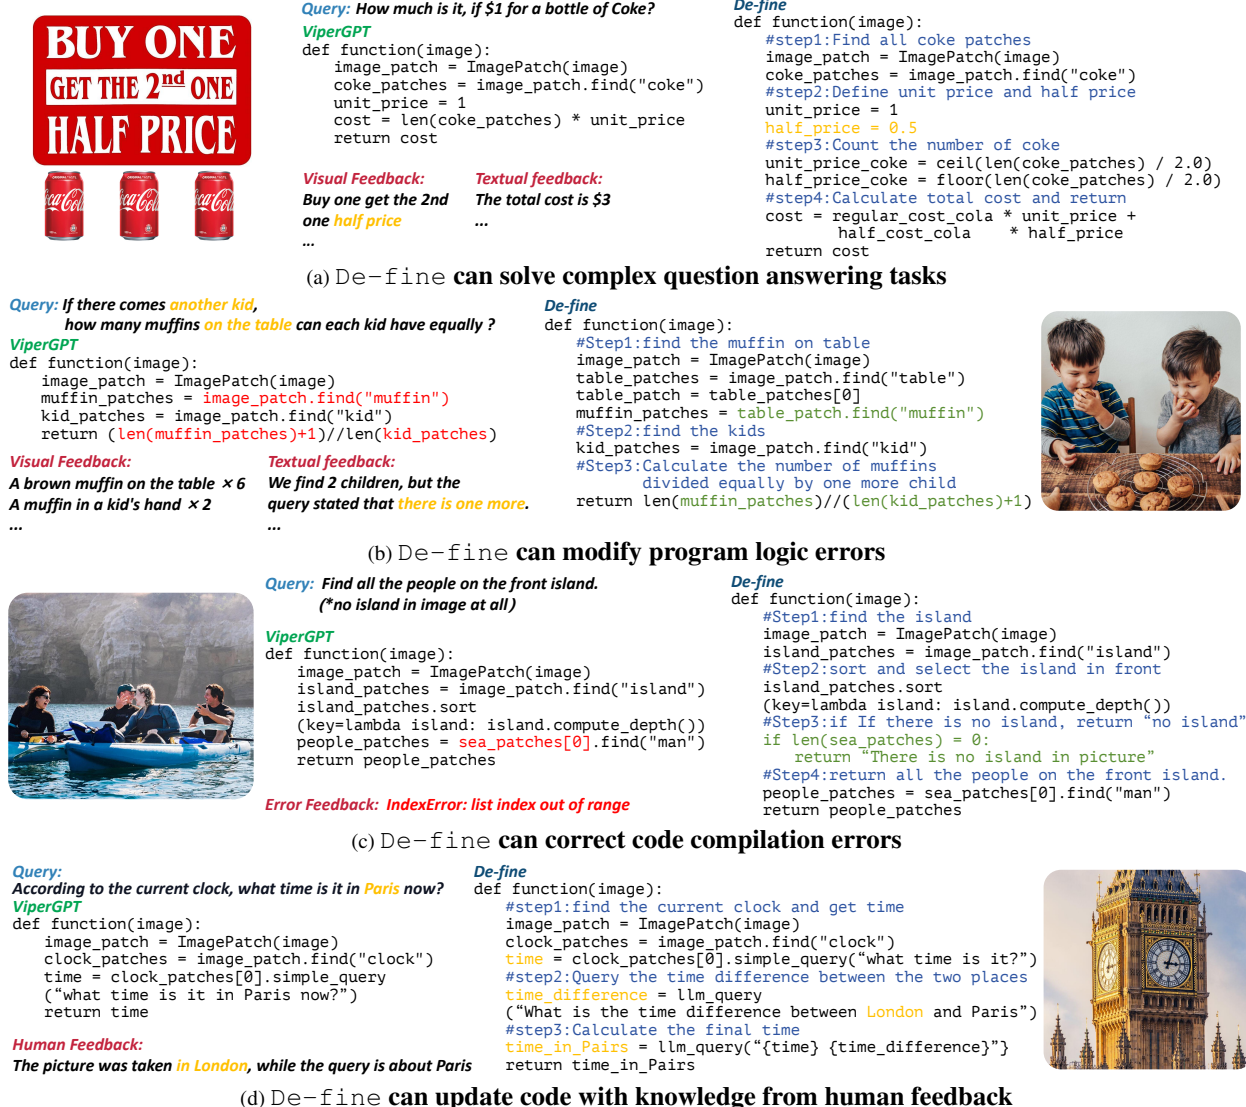 BUY ONE
GET THE 2nd ONE
HALF PRICE
Coca-Cola
Coca-Cola
Coca-Cola
Query: How much is it, if $1 for a bottle of Coke?
ViperGPT
def function(image):
image_patch = ImagePatch(image)
coke_patches = image_patch.find("coke")
unit_price = 1
cost = len(coke_patches) * unit_price
return cost
Visual Feedback:
Buy one get the 2nd
one half price
...
Textual feedback:
The total cost is $3
...
De-fine
def function(image):
#step1:Find all coke patches
image_patch = ImagePatch(image)
coke_patches = image_patch.find("coke")
#step2:Define unit price and half price
unit_price = 1
half_price = 0.5
#step3:Count the number of coke
unit_price_coke = ceil(len(coke_patches) / 2.0)
half_price_coke = floor(len(coke_patches) / 2.0)
#step4:Calculate total cost and return
cost = regular_cost_cola * unit_price +
half_cost_cola * half_price
return cost
(a) De-fine can solve complex question answering tasks
Query: If there comes another kid,
how many muffins on the table can each kid have equally ?
ViperGPT
def function(image):
image_patch = ImagePatch(image)
muffin_patches = image_patch.find("muffin")
kid_patches = image_patch.find("kid")
return (len(muffin_patches)+1)//len(kid_patches)
Visual Feedback:
A brown muffin on the table × 6
A muffin in a kid's hand × 2
...
Textual feedback:
We find 2 children, but the
query stated that there is one more.
...
De-fine
def function(image):
#Step1:find the muffin on table
image_patch = ImagePatch(image)
table_patches = image_patch.find("table")
table_patch = table_patches[0]
muffin_patches = table_patch.find("muffin")
#Step2:find the kids
kid_patches = image_patch.find("kid")
#Step3:Calculate the number of muffins
divided equally by one more child
return len(muffin_patches)//(len(kid_patches)+1)
(b) De-fine can modify program logic errors
Query: Find all the people on the front island.
(*no island in image at all)
ViperGPT
def function(image):
image_patch = ImagePatch(image)
island_patches = image_patch.find("island")
island_patches.sort
(key=lambda island: island.compute_depth())
people_patches = sea_patches[0].find("man")
return people_patches
Error Feedback: IndexError: list index out of range
De-fine
def function(image):
#Step1:find the island
image_patch = ImagePatch(image)
island_patches = image_patch.find("island")
#Step2:sort and select the island in front
island_patches.sort
(key=lambda island: island.compute_depth())
#Step3:if If there is no island, return “no island”
if len(sea_patches) = 0:
return “There is no island in picture”
#Step4:return all the people on the front island.
people_patches = sea_patches[0].find("man")
return people_patches
(c) De-fine can correct code compilation errors
Query:
According to the current clock, what time is it in Paris now?
ViperGPT
def function(image):
image_patch = ImagePatch(image)
clock_patches = image_patch.find("clock")
time = clock_patches[0].simple_query
(“what time is it in Paris now?”)
return time
Human Feedback:
The picture was taken in London, while the query is about Paris
De-fine
def function(image):
#step1:find the current clock and get time
image_patch = ImagePatch(image)
clock_patches = image_patch.find("clock")
time = clock_patches[0].simple_query(“what time is it?”)
#step2:Query the time difference between the two places
time_difference = llm_query
(“What is the time difference between London and Paris”)
#step3:Calculate the final time
time_in_Pairs = llm_query(“{time} {time_difference}”}
return time_in_Pairs
(d) De-fine can update code with knowledge from human feedback